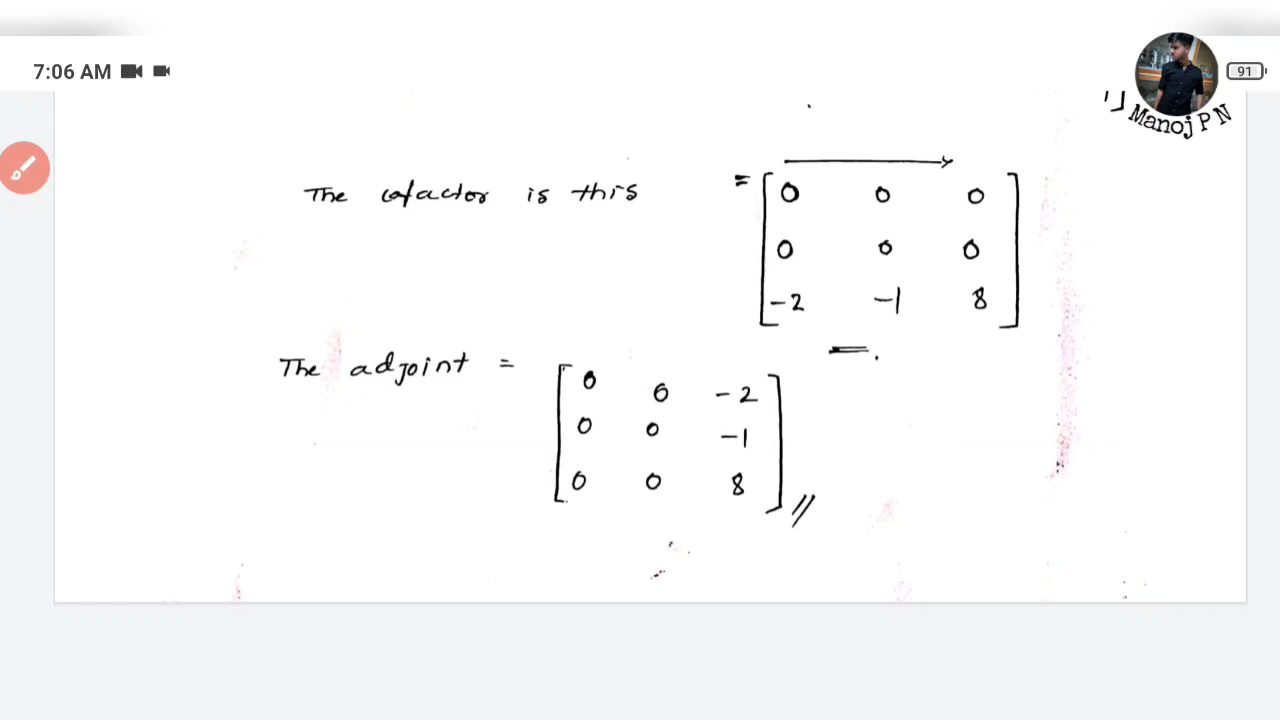 7:06 AM
91
Manoj P N
The cofactor is this = [ 0 0 0
0 0 0
-2 -1 8 ]
The adjoint = [ 0 0 -2
0 0 -1
0 0 8 ] //